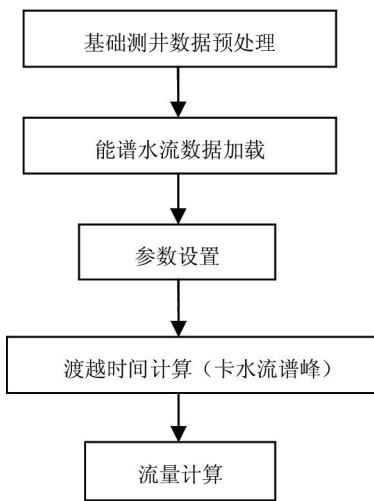 基础测井数据预处理
能谱水流数据加载
参数设置
渡越时间计算（卡水流谱峰）
流量计算